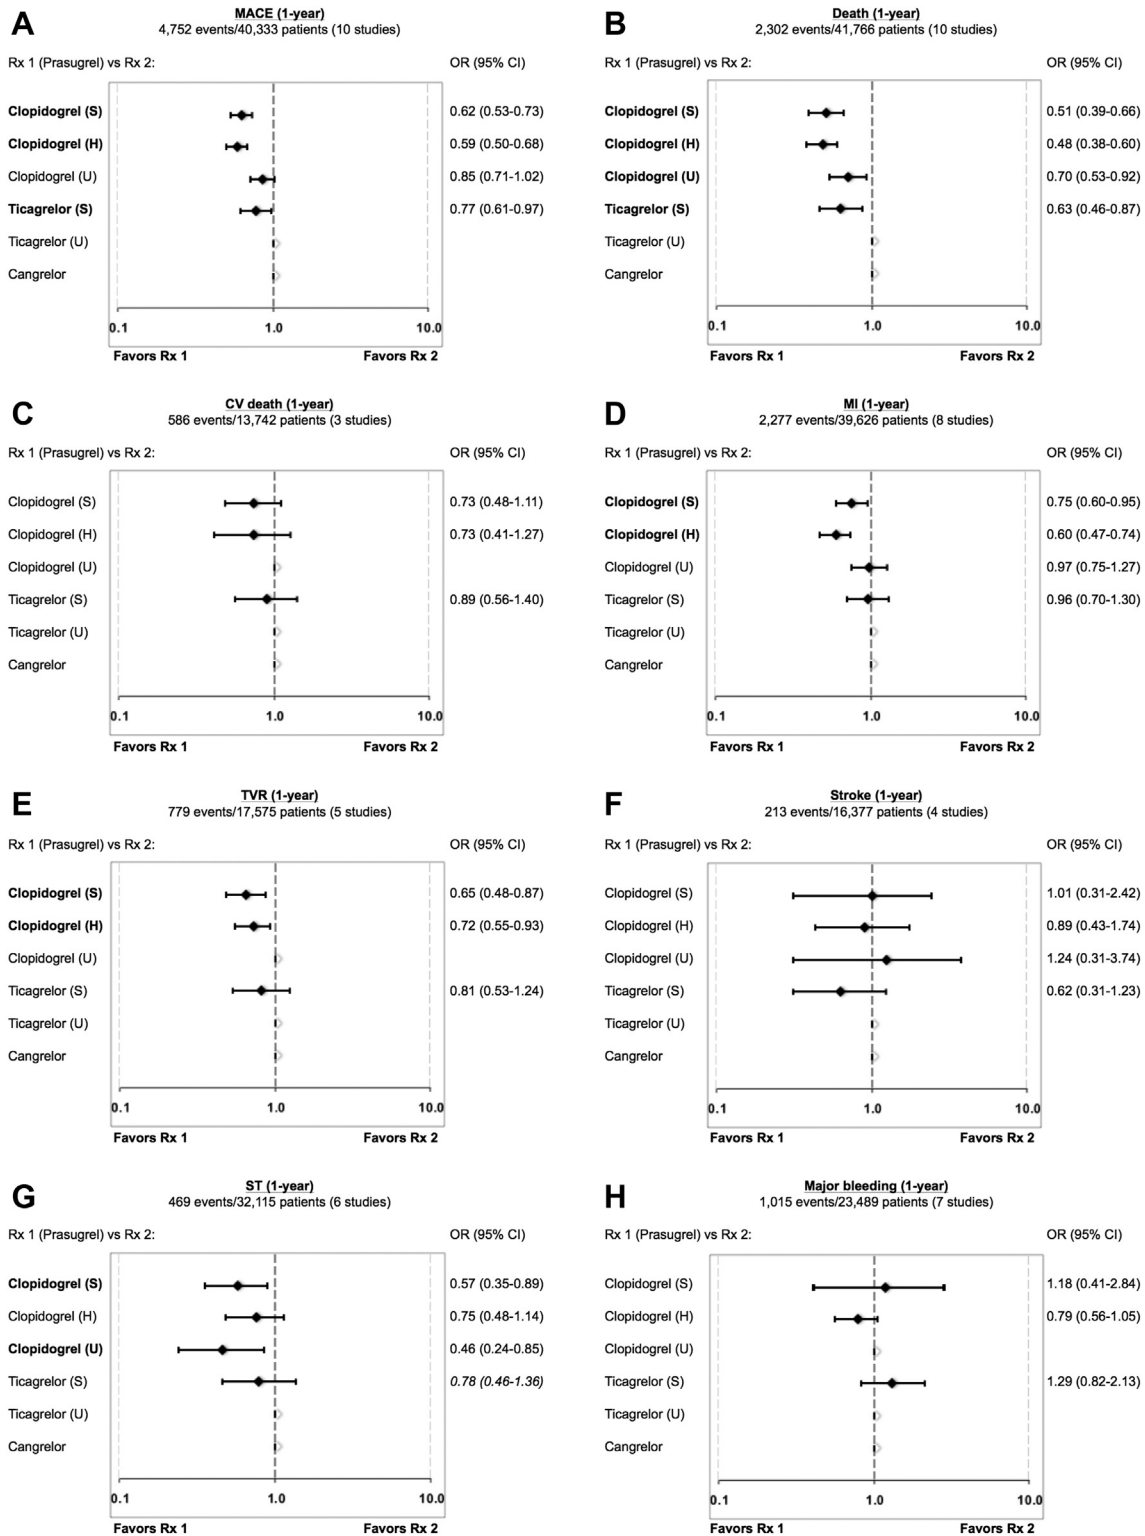 A
MACE (1-year)
4,752 events/40,333 patients (10 studies)
Rx 1 (Prasugrel) vs Rx 2: OR (95% CI)
Clopidogrel (S) 0.62 (0.53-0.73)
Clopidogrel (H) 0.59 (0.50-0.68)
Clopidogrel (U) 0.85 (0.71-1.02)
Ticagrelor (S) 0.77 (0.61-0.97)
Ticagrelor (U)
Cangrelor
0.1 1.0 10.0
Favors Rx 1 Favors Rx 2
B
Death (1-year)
2,302 events/41,766 patients (10 studies)
Rx 1 (Prasugrel) vs Rx 2: OR (95% CI)
Clopidogrel (S) 0.51 (0.39-0.66)
Clopidogrel (H) 0.48 (0.38-0.60)
Clopidogrel (U) 0.70 (0.53-0.92)
Ticagrelor (S) 0.63 (0.46-0.87)
Ticagrelor (U)
Cangrelor
0.1 1.0 10.0
Favors Rx 1 Favors Rx 2
C
CV death (1-year)
586 events/13,742 patients (3 studies)
Rx 1 (Prasugrel) vs Rx 2: OR (95% CI)
Clopidogrel (S) 0.73 (0.48-1.11)
Clopidogrel (H) 0.73 (0.41-1.27)
Clopidogrel (U)
Ticagrelor (S) 0.89 (0.56-1.40)
Ticagrelor (U)
Cangrelor
0.1 1.0 10.0
Favors Rx 1 Favors Rx 2
D
MI (1-year)
2,277 events/39,626 patients (8 studies)
Rx 1 (Prasugrel) vs Rx 2: OR (95% CI)
Clopidogrel (S) 0.75 (0.60-0.95)
Clopidogrel (H) 0.60 (0.47-0.74)
Clopidogrel (U) 0.97 (0.75-1.27)
Ticagrelor (S) 0.96 (0.70-1.30)
Ticagrelor (U)
Cangrelor
0.1 1.0 10.0
Favors Rx 1 Favors Rx 2
E
TVR (1-year)
779 events/17,575 patients (5 studies)
Rx 1 (Prasugrel) vs Rx 2: OR (95% CI)
Clopidogrel (S) 0.65 (0.48-0.87)
Clopidogrel (H) 0.72 (0.55-0.93)
Clopidogrel (U)
Ticagrelor (S) 0.81 (0.53-1.24)
Ticagrelor (U)
Cangrelor
0.1 1.0 10.0
Favors Rx 1 Favors Rx 2
F
Stroke (1-year)
213 events/16,377 patients (4 studies)
Rx 1 (Prasugrel) vs Rx 2: OR (95% CI)
Clopidogrel (S) 1.01 (0.31-2.42)
Clopidogrel (H) 0.89 (0.43-1.74)
Clopidogrel (U) 1.24 (0.31-3.74)
Ticagrelor (S) 0.62 (0.31-1.23)
Ticagrelor (U)
Cangrelor
0.1 1.0 10.0
Favors Rx 1 Favors Rx 2
G
ST (1-year)
469 events/32,115 patients (6 studies)
Rx 1 (Prasugrel) vs Rx 2: OR (95% CI)
Clopidogrel (S) 0.57 (0.35-0.89)
Clopidogrel (H) 0.75 (0.48-1.14)
Clopidogrel (U) 0.46 (0.24-0.85)
Ticagrelor (S) 0.78 (0.46-1.36)
Ticagrelor (U)
Cangrelor
0.1 1.0 10.0
Favors Rx 1 Favors Rx 2
H
Major bleeding (1-year)
1,015 events/23,489 patients (7 studies)
Rx 1 (Prasugrel) vs Rx 2: OR (95% CI)
Clopidogrel (S) 1.18 (0.41-2.84)
Clopidogrel (H) 0.79 (0.56-1.05)
Clopidogrel (U)
Ticagrelor (S) 1.29 (0.82-2.13)
Ticagrelor (U)
Cangrelor
0.1 1.0 10.0
Favors Rx 1 Favors Rx 2